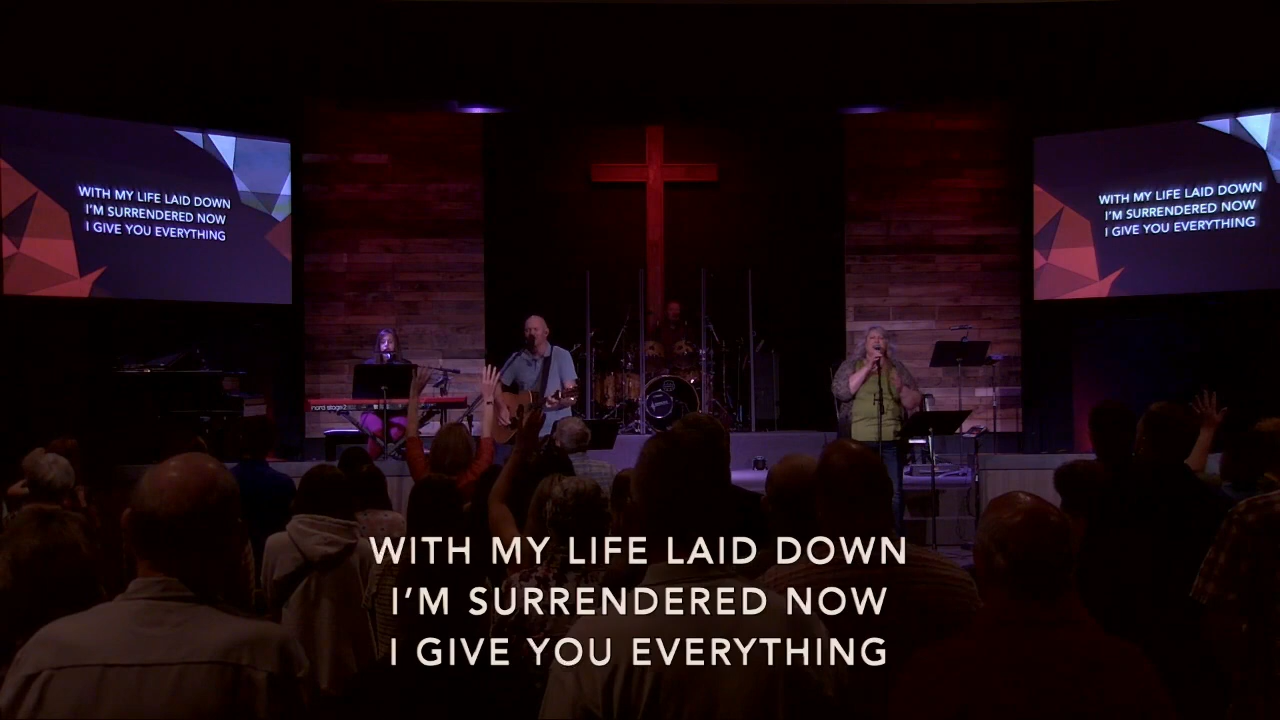 WITH MY LIFE LAID DOWN
I'M SURRENDERED NOW
I GIVE YOU EVERYTHING
WITH MY LIFE LAID DOWN
I'M SURRENDERED NOW
I GIVE YOU EVERYTHING
nord stage 2
WITH MY LIFE LAID DOWN
I’M SURRENDERED NOW
I GIVE YOU EVERYTHING